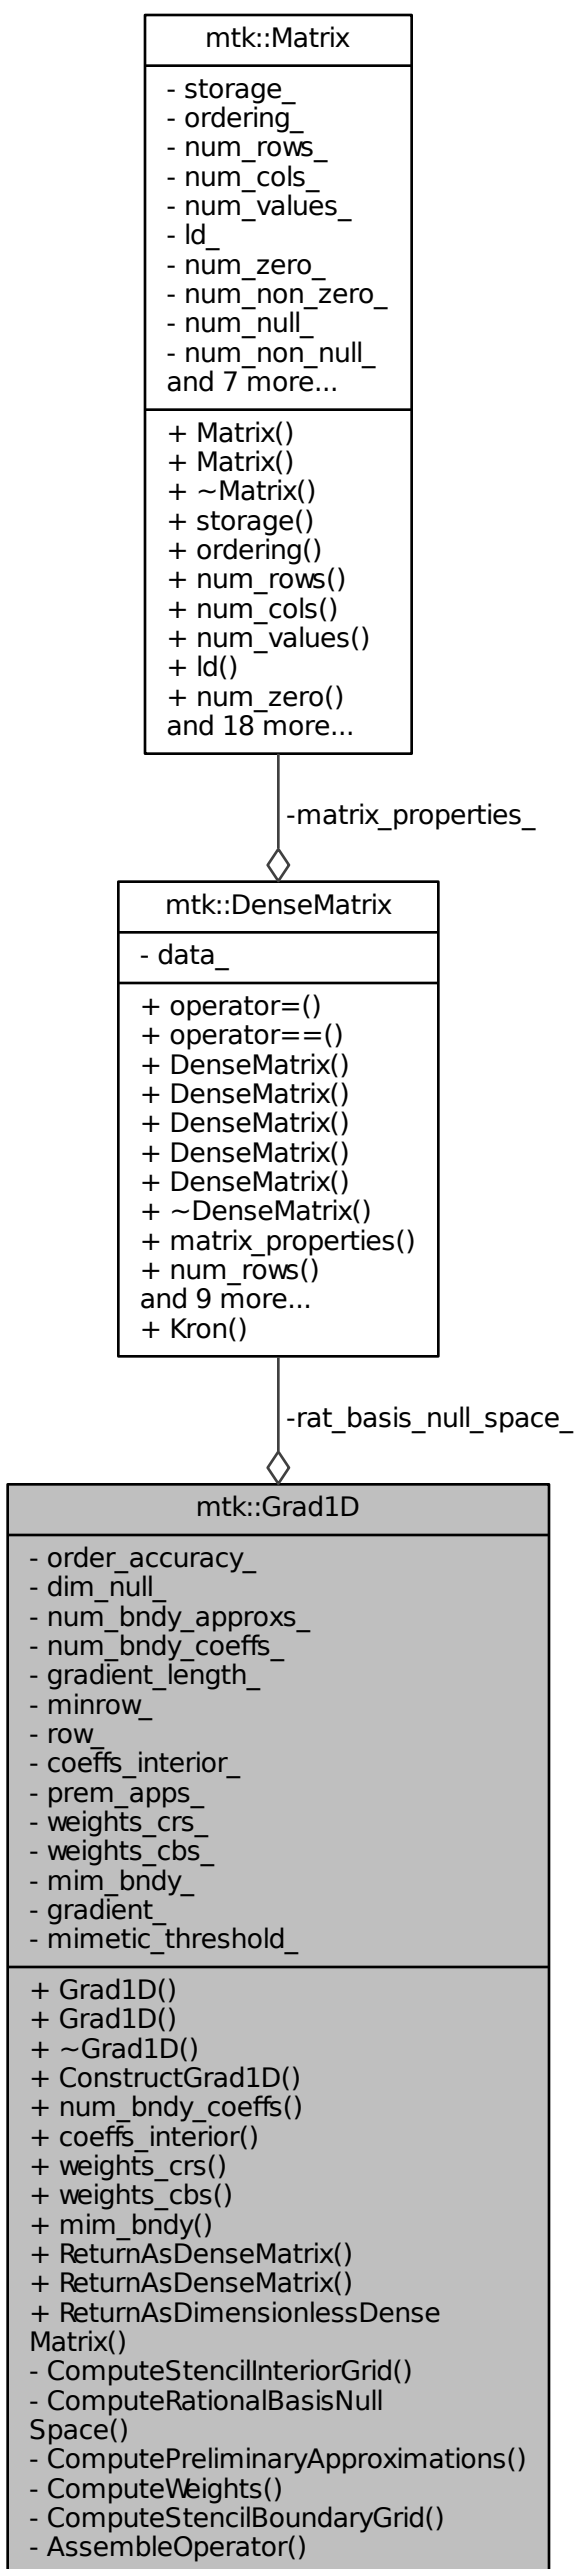 mtk::Matrix
- storage_
- ordering_
- num_rows_
- num_cols_
- num_values_
- ld_
- num_zero_
- num_non_zero_
- num_null_
- num_non_null_
and 7 more...
+ Matrix()
+ Matrix()
+ ~Matrix()
+ storage()
+ ordering()
+ num_rows()
+ num_cols()
+ num_values()
+ ld()
+ num_zero()
and 18 more...
-matrix_properties_
mtk::DenseMatrix
- data_
+ operator=()
+ operator==()
+ DenseMatrix()
+ DenseMatrix()
+ DenseMatrix()
+ DenseMatrix()
+ DenseMatrix()
+ ~DenseMatrix()
+ matrix_properties()
+ num_rows()
and 9 more...
+ Kron()
-rat_basis_null_space_
mtk::Grad1D
- order_accuracy_
- dim_null_
- num_bndy_approxs_
- num_bndy_coeffs_
- gradient_length_
- minrow_
- row_
- coeffs_interior_
- prem_apps_
- weights_crs_
- weights_cbs_
- mim_bndy_
- gradient_
- mimetic_threshold_
+ Grad1D()
+ Grad1D()
+ ~Grad1D()
+ ConstructGrad1D()
+ num_bndy_coeffs()
+ coeffs_interior()
+ weights_crs()
+ weights_cbs()
+ mim_bndy()
+ ReturnAsDenseMatrix()
+ ReturnAsDenseMatrix()
+ ReturnAsDimensionlessDense
Matrix()
- ComputeStencilInteriorGrid()
- ComputeRationalBasisNull
Space()
- ComputePreliminaryApproximations()
- ComputeWeights()
- ComputeStencilBoundaryGrid()
- AssembleOperator()